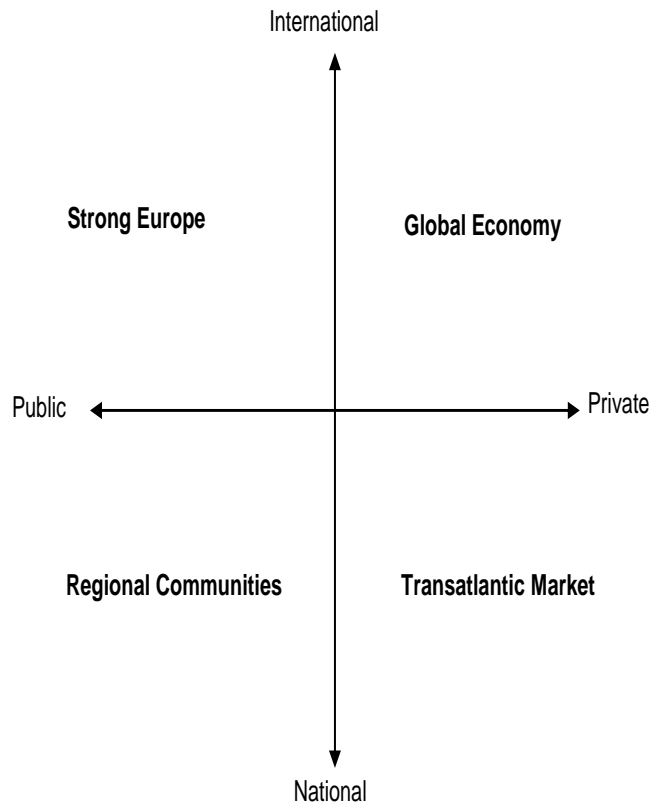 International
Strong Europe
Global Economy
Public
Private
Regional Communities
Transatlantic Market
National